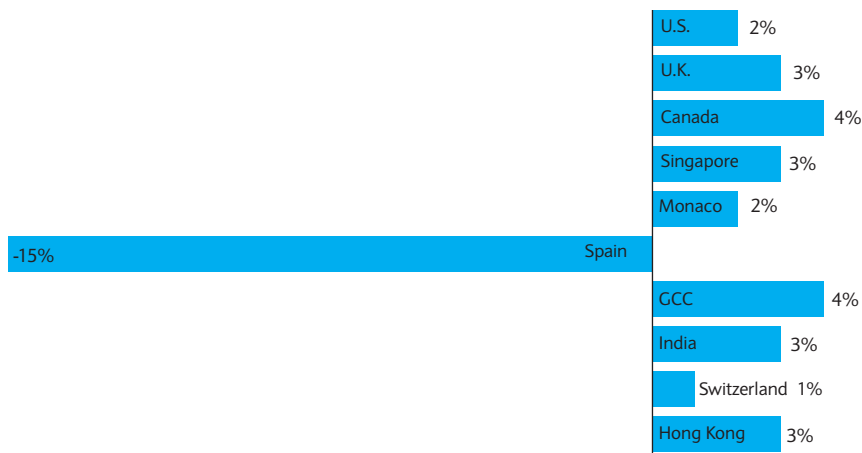 U.S. 2%
U.K. 3%
Canada 4%
Singapore 3%
Monaco 2%
-15% Spain
GCC 4%
India 3%
Switzerland 1%
Hong Kong 3%